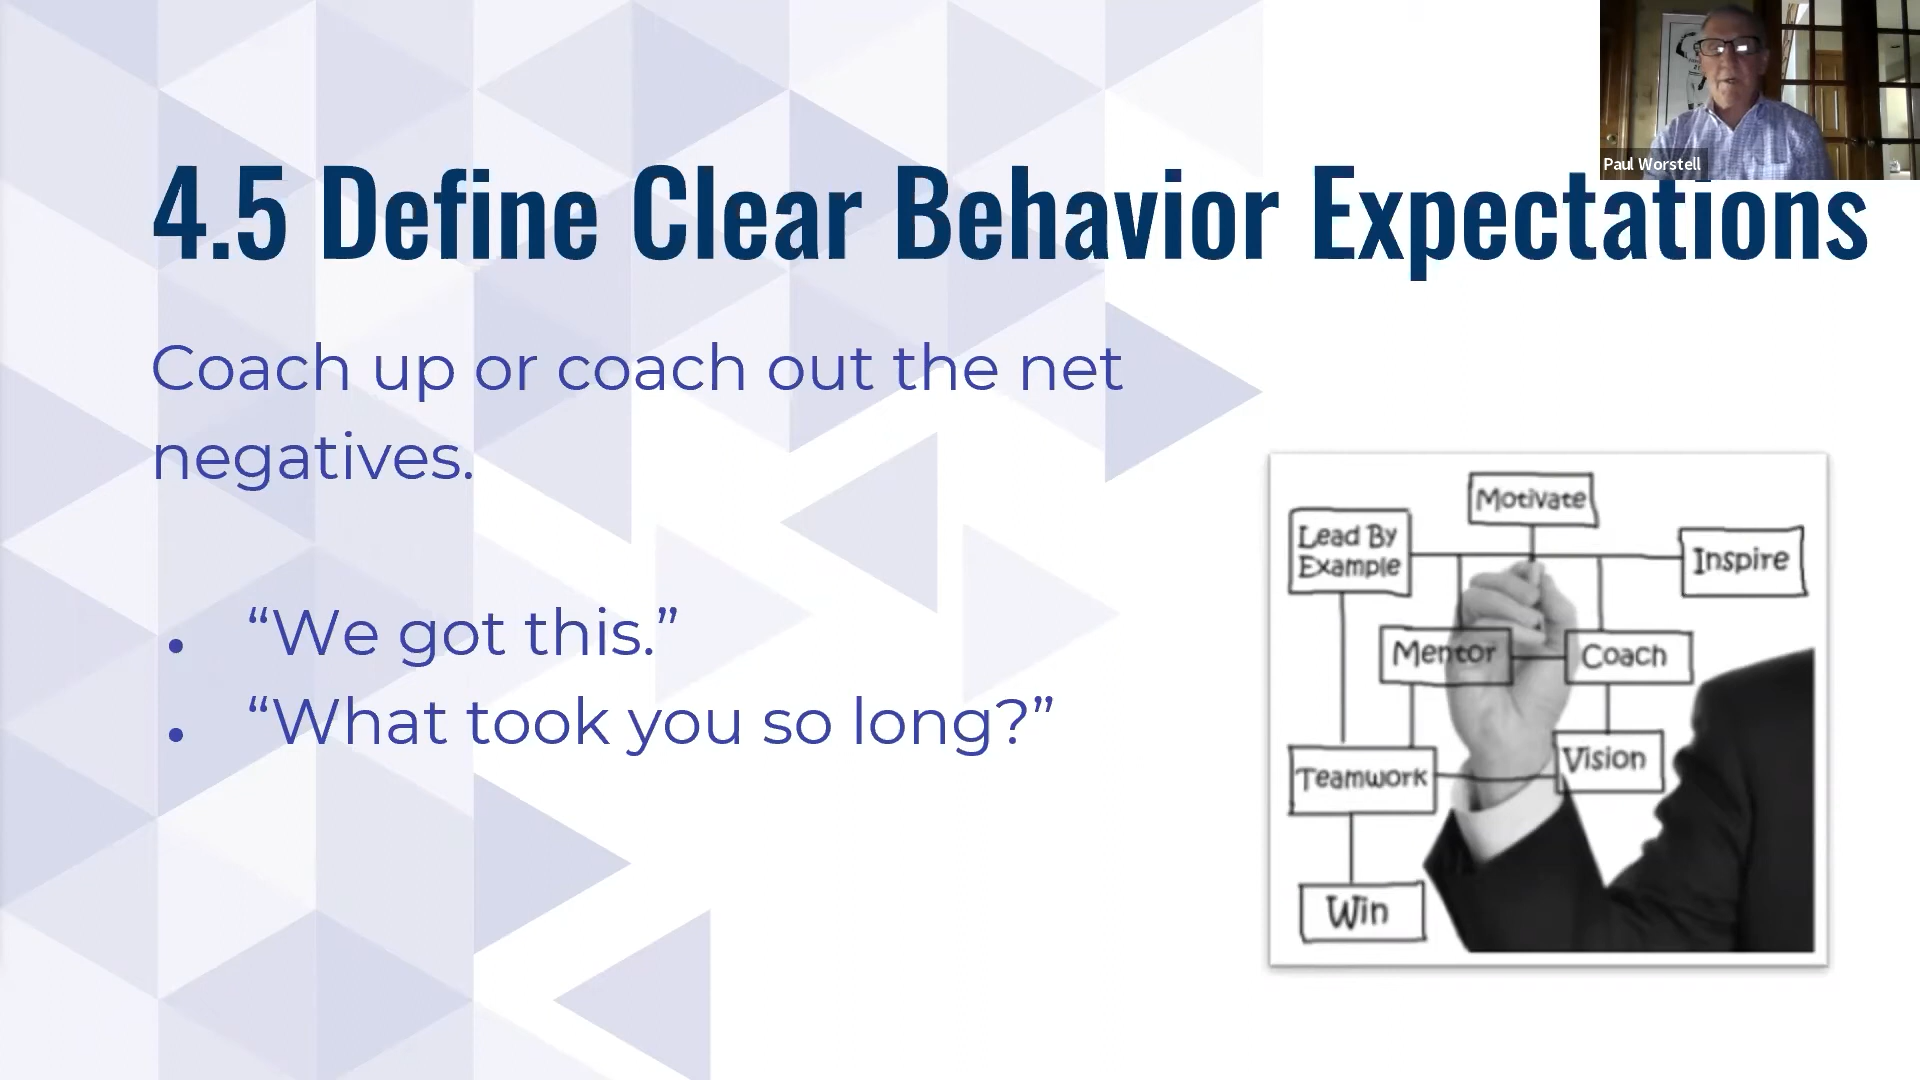 Paul Worstell
4.5 Define Clear Behavior Expectations
Coach up or coach out the net
negatives.
• “We got this.”
• “What took you so long?”
Motivate
Lead By
Example
Inspire
Mentor
Coach
Teamwork
Vision
Win